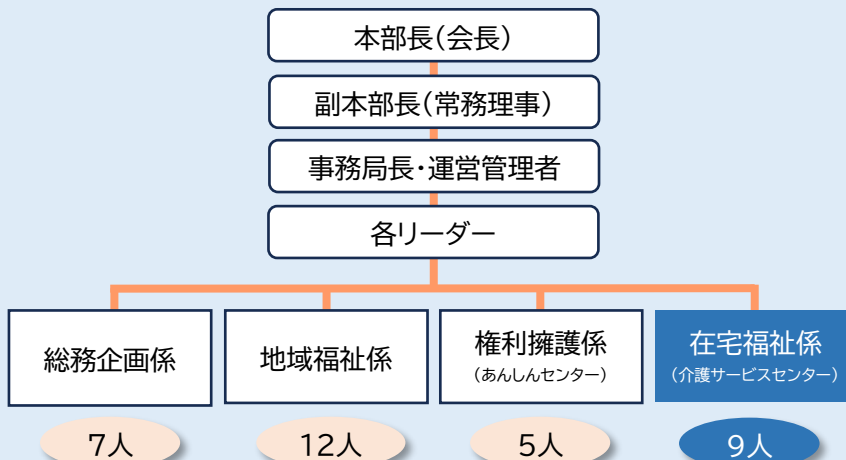 本部長（会長）
副本部長（常務理事）
事務局長・運営管理者
各リーダー
総務企画係
地域福祉係
権利擁護係
（あんしんセンター）
在宅福祉係
（介護サービスセンター）
7人
12人
5人
9人